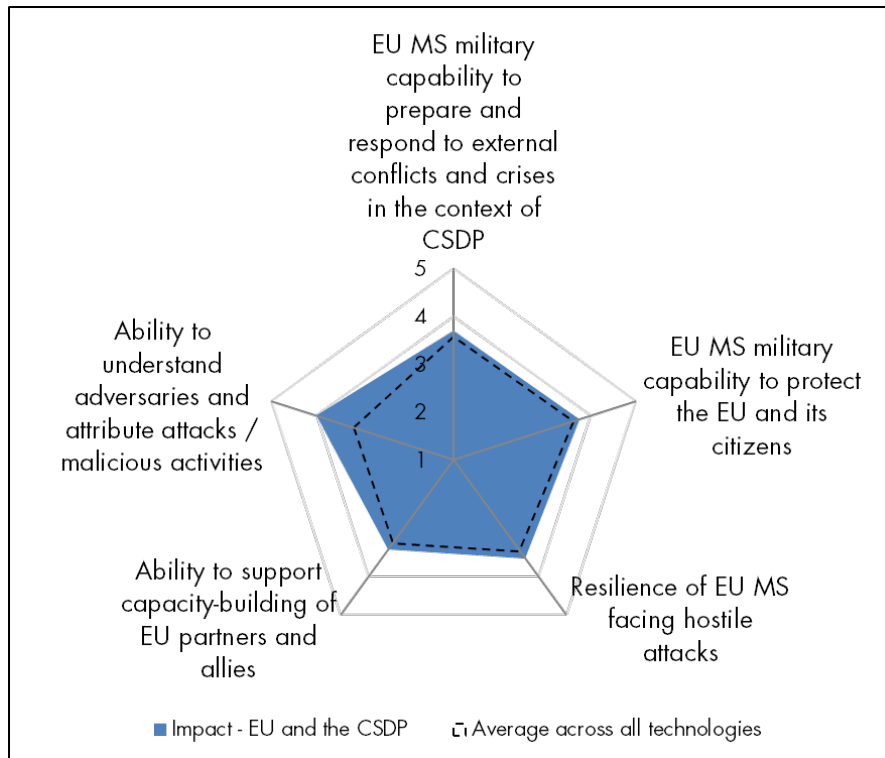 EU MS military
capability to
prepare and
respond to external
conflicts and crises
in the context of
CSDP
5
4
3
2
1
EU MS military
capability to protect
the EU and its
citizens
Resilience of EU MS
facing hostile
attacks
Ability to support
capacity-building of
EU partners and
allies
Ability to
understand
adversaries and
attribute attacks /
malicious activities
Impact - EU and the CSDP
Average across all technologies